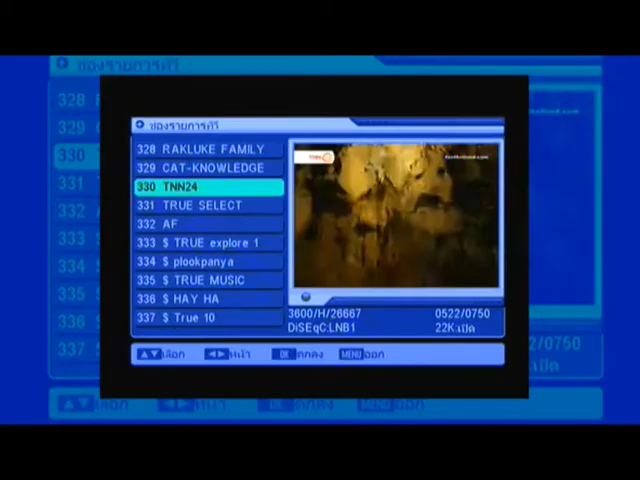 ช่องรายการทีวี
328 RAKLUKE FAMILY
329 CAT-KNOWLEDGE
330 TNN24
331 TRUE SELECT
332 AF
333 $ TRUE explore 1
334 $ plookpanya
335 $ TRUE MUSIC
336 $ HAY HA
337 $ True 10
3600/H/26667 0522/0750
DiSEqC:LNB1 22K:เปิด
▲▼เลือก ◀▶หน้า OK ตกลง MENU ออก